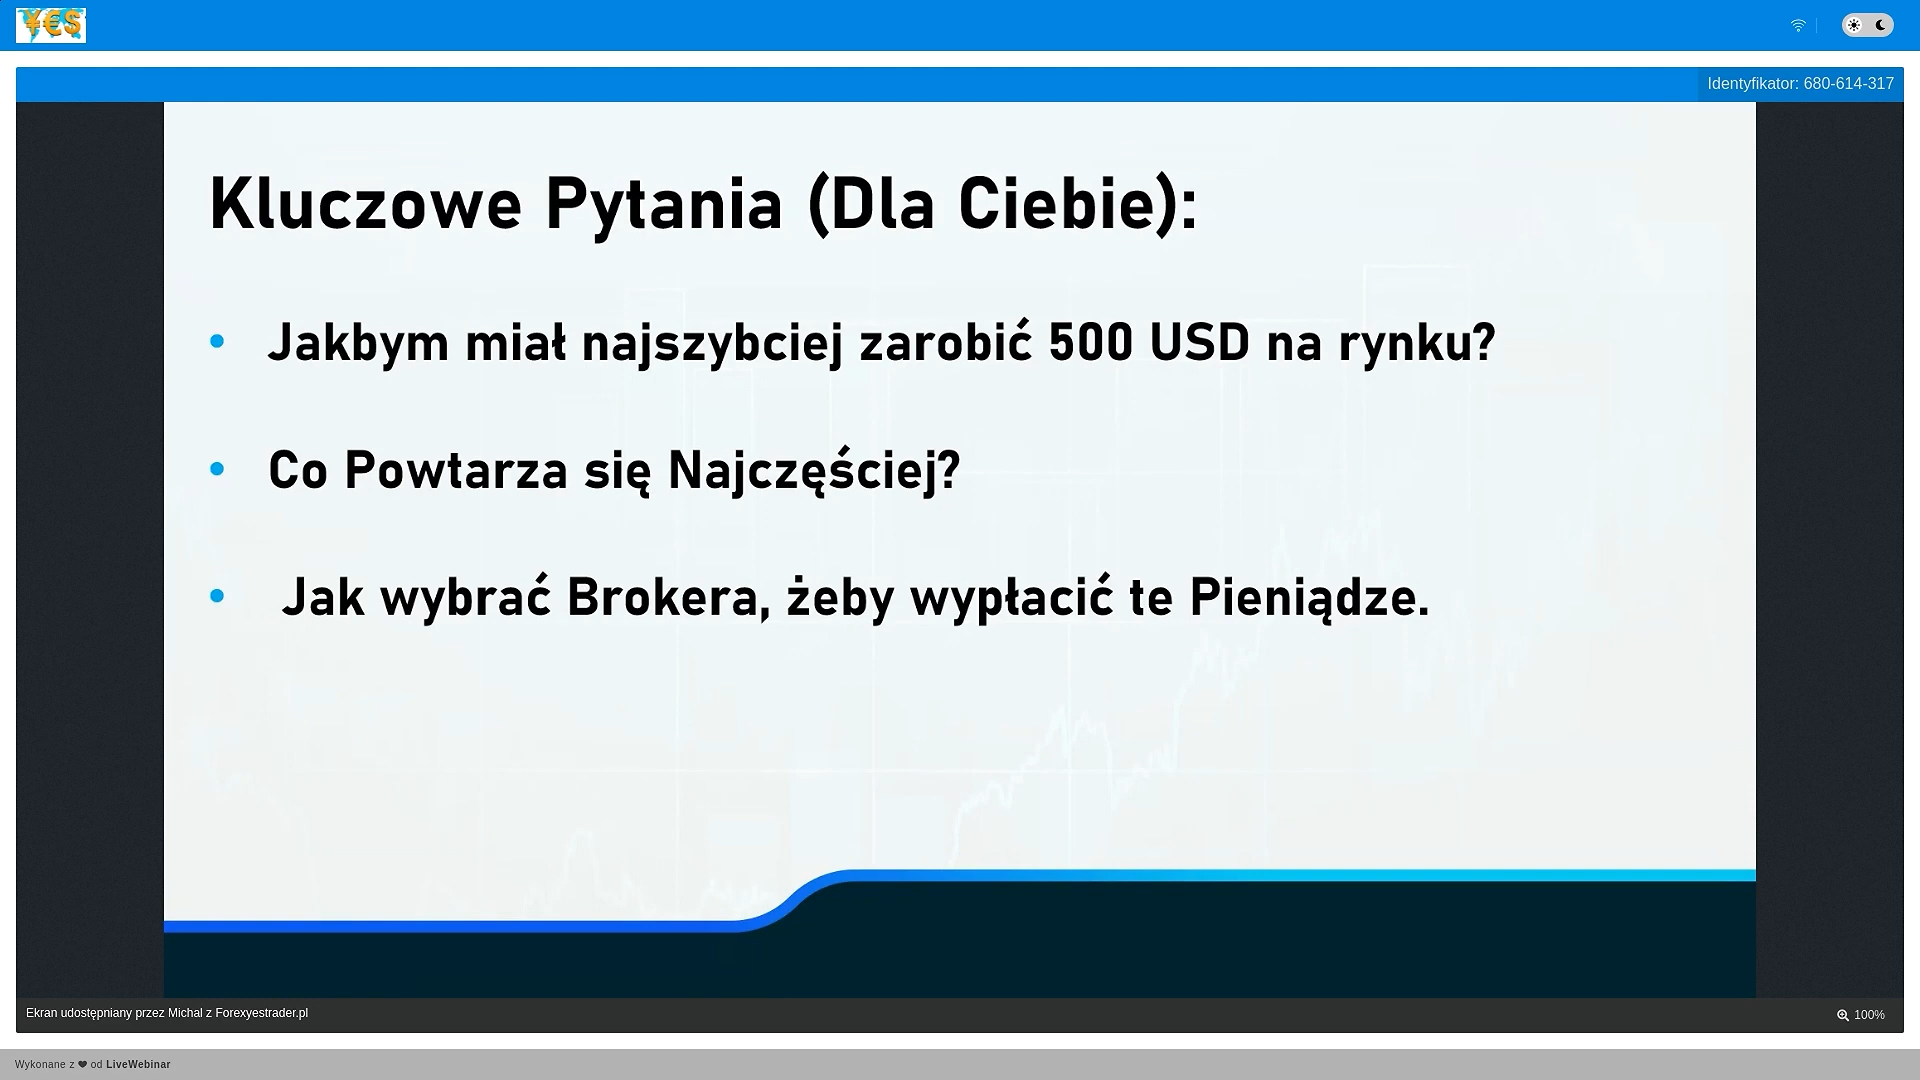 ¥€$
Identyfikator: 680-614-317
Kluczowe Pytania (Dla Ciebie):
• Jakbym miał najszybciej zarobić 500 USD na rynku?
• Co Powtarza się Najczęściej?
• Jak wybrać Brokera, żeby wypłacić te Pieniądze.
Ekran udostępniany przez Michal z Forexyestrader.pl
100%
Wykonane z ❤ od LiveWebinar